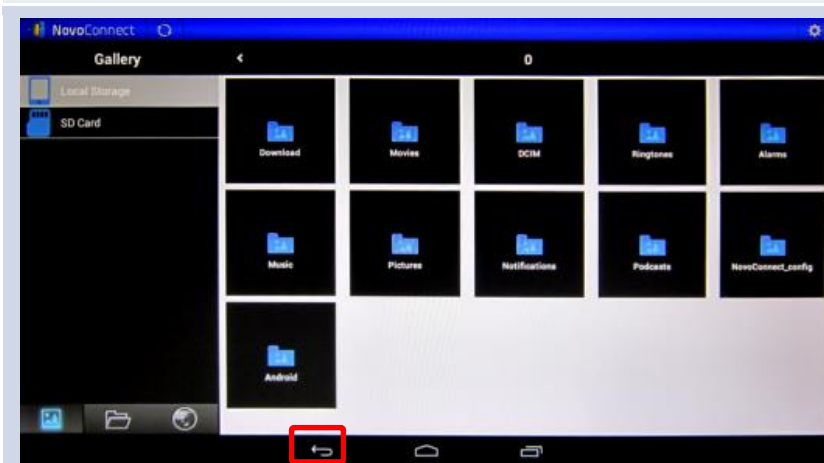 NovoConnect
Gallery
0
Local Storage
SD Card
Download
Movies
DCIM
Ringtones
Alarms
Music
Pictures
Notifications
Podcasts
NovoConnect_config
Android